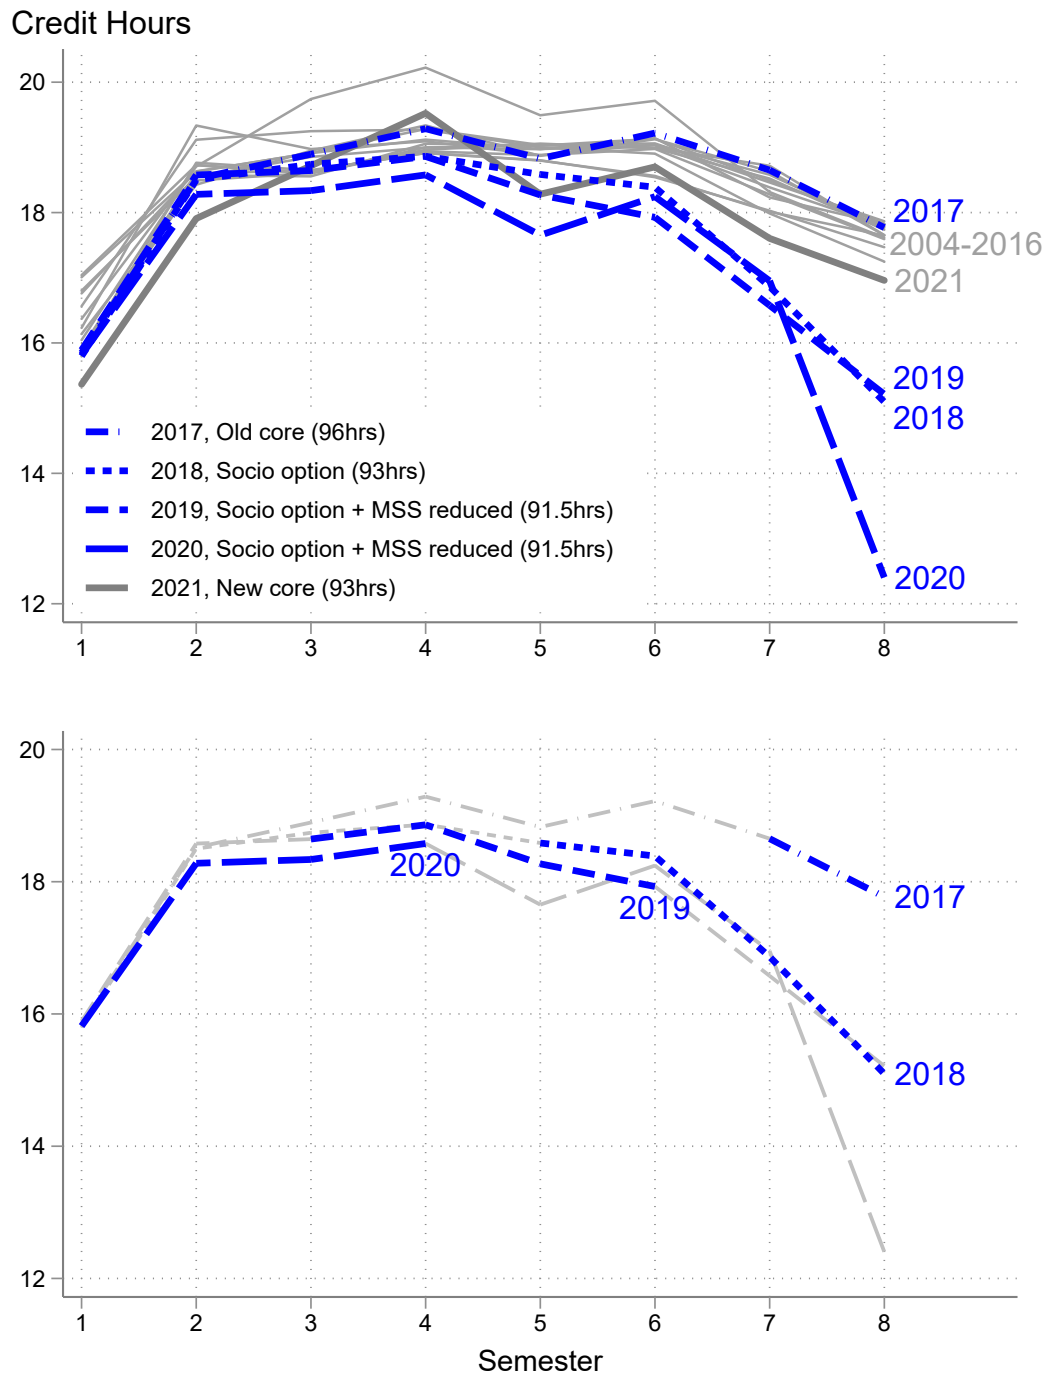 Credit Hours
20
18
16
14
12
2017
2004-2016
2021
2019
2018
2020
2017, Old core (96hrs)
2018, Socio option (93hrs)
2019, Socio option + MSS reduced (91.5hrs)
2020, Socio option + MSS reduced (91.5hrs)
2021, New core (93hrs)
1 2 3 4 5 6 7 8
20
18
16
14
12
2020
2019
2017
2018
1 2 3 4 5 6 7 8
Semester